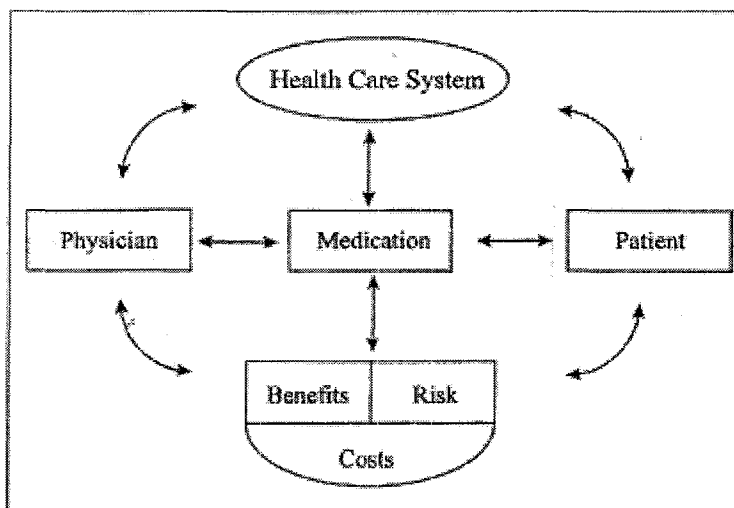 Health Care System
Physician
Medication
Patient
Benefits
Risk
Costs